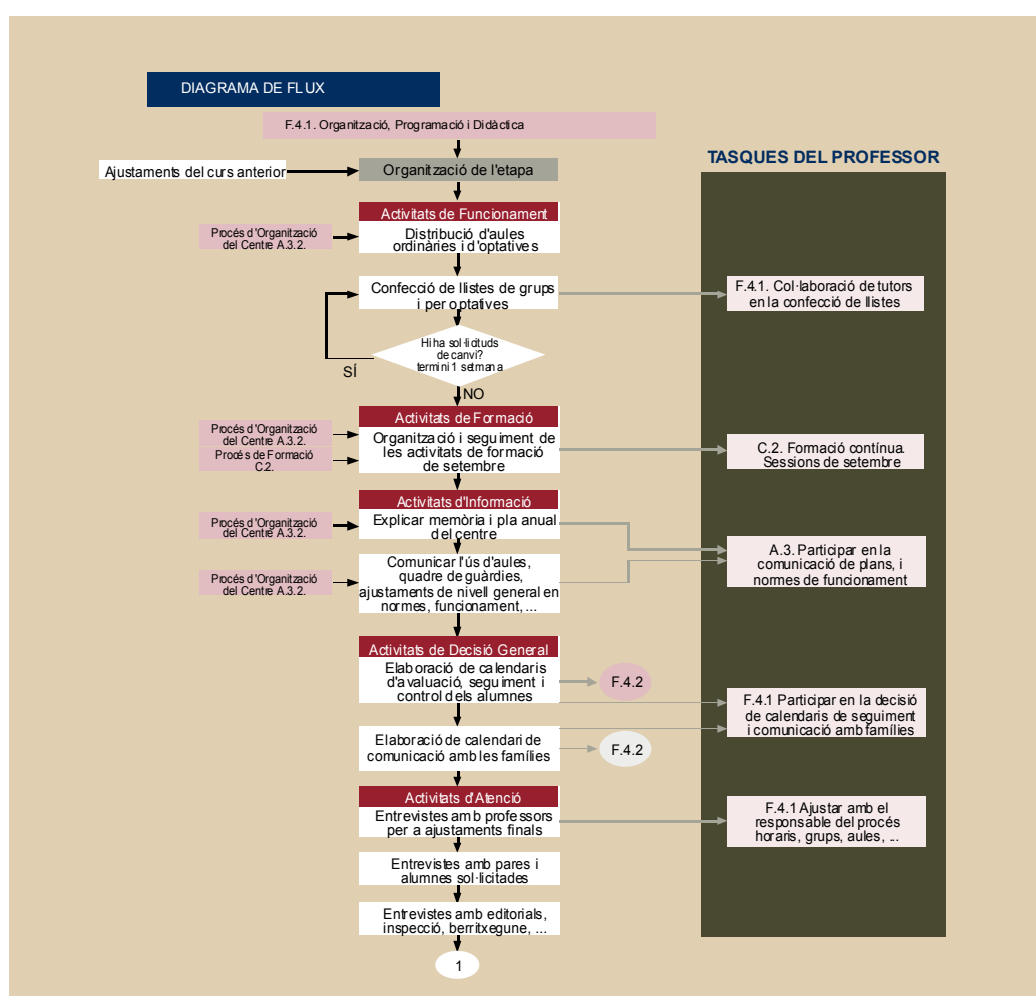 DIAGRAMA DE FLUX
F.4.1. Organització, Programació i Didàctica
TASQUES DEL PROFESSOR
Ajustaments del curs anterior
Organització de l'etapa
Activitats de Funcionament
Procés d'Organització
del Centre A.3.2.
Distribució d'aules
ordinàries i d'optatives
Confecció de llistes de grups
i per optatives
F.4.1. Col·laboració de tutors
en la confecció de llistes
Hi ha sol·licituds
de canvi?
termini 1 setmana
SÍ
NO
Activitats de Formació
Procés d'Organització
del Centre A.3.2.
Procés de Formació
C.2.
Organització i seguiment de
les activitats de formació
de setembre
C.2. Formació contínua.
Sessions de setembre
Activitats d'Informació
Procés d'Organització
del Centre A.3.2.
Explicar memòria i pla anual
del centre
A.3. Participar en la
comunicació de plans, i
normes de funcionament
Procés d'Organització
del Centre A.3.2.
Comunicar l'ús d'aules,
quadre de guàrdies,
ajustaments de nivell general en
normes, funcionament, ...
Activitats de Decisió General
Elaboració de calendaris
d'avaluació, seguiment i
control dels alumnes
F.4.2
F.4.1 Participar en la decisió
de calendaris de seguiment
i comunicació amb famílies
Elaboració de calendari de
comunicació amb les famílies
F.4.2
Activitats d'Atenció
Entrevistes amb professors
per a ajustaments finals
F.4.1 Ajustar amb el
responsable del procés
horaris, grups, aules, ...
Entrevistes amb pares i
alumnes sol·licitades
Entrevistes amb editorials,
inspecció, berritxegune, ...
1